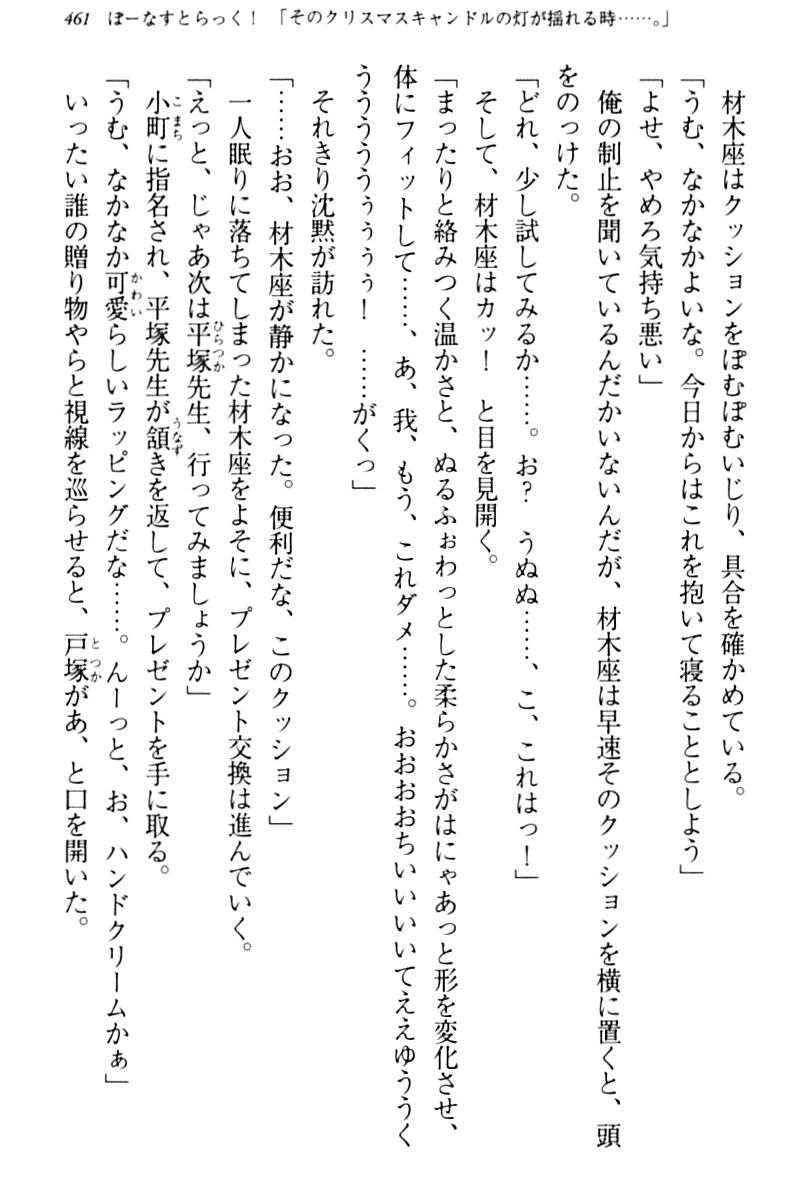 461 ぼーなすとらっく! 「そのクリスマスキャンドルの灯が揺れる時……。」
材木座はクッションをぽむぽむいじり、具合を確かめている。
「うむ、なかなかよいな。今日からはこれを抱いて寝ることとしよう」
「よせ、やめろ気持ち悪い」
俺の制止を聞いているんだかいないんだが、材木座は早速そのクッションを横に置くと、頭
をのっけた。
「どれ、少し試してみるか……。お? うぬぬ……、こ、これはっ!」
そして、材木座はカッ! と目を見開く。
「まったりと絡みつく温かさと、ぬるふぉわっとした柔らかさがはにゃあっと形を変化させ、
体にフィットして……、あ、我、もう、これダメ……。おおおおちいいいいてええゆううく
うううううぅぅぅぅ! ……がくっ」
それきり沈黙が訪れた。
「……おお、材木座が静かになった。便利だな、このクッション」
一人眠りに落ちてしまった材木座をよそに、プレゼント交換は進んでいく。
「えっと、じゃあ次は平塚先生、行ってみましょうか」
小町に指名され、平塚先生が頷きを返して、プレゼントを手に取る。
「うむ、なかなか可愛らしいラッピングだな……。んーっと、お、ハンドクリームかぁ」
いったい誰の贈り物やらと視線を巡らせると、戸塚があ、と口を開いた。